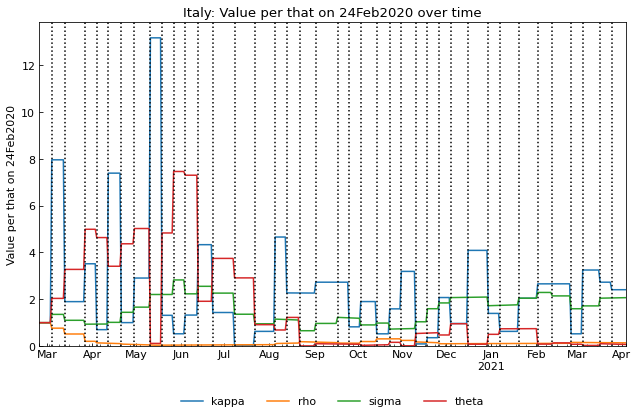 Italy: Value per that on 24Feb2020 over time
Value per that on 24Feb2020
12
10
8
6
4
2
0
Mar Apr May Jun Jul Aug Sep Oct Nov Dec Jan Feb Mar Apr
2021
kappa rho sigma theta